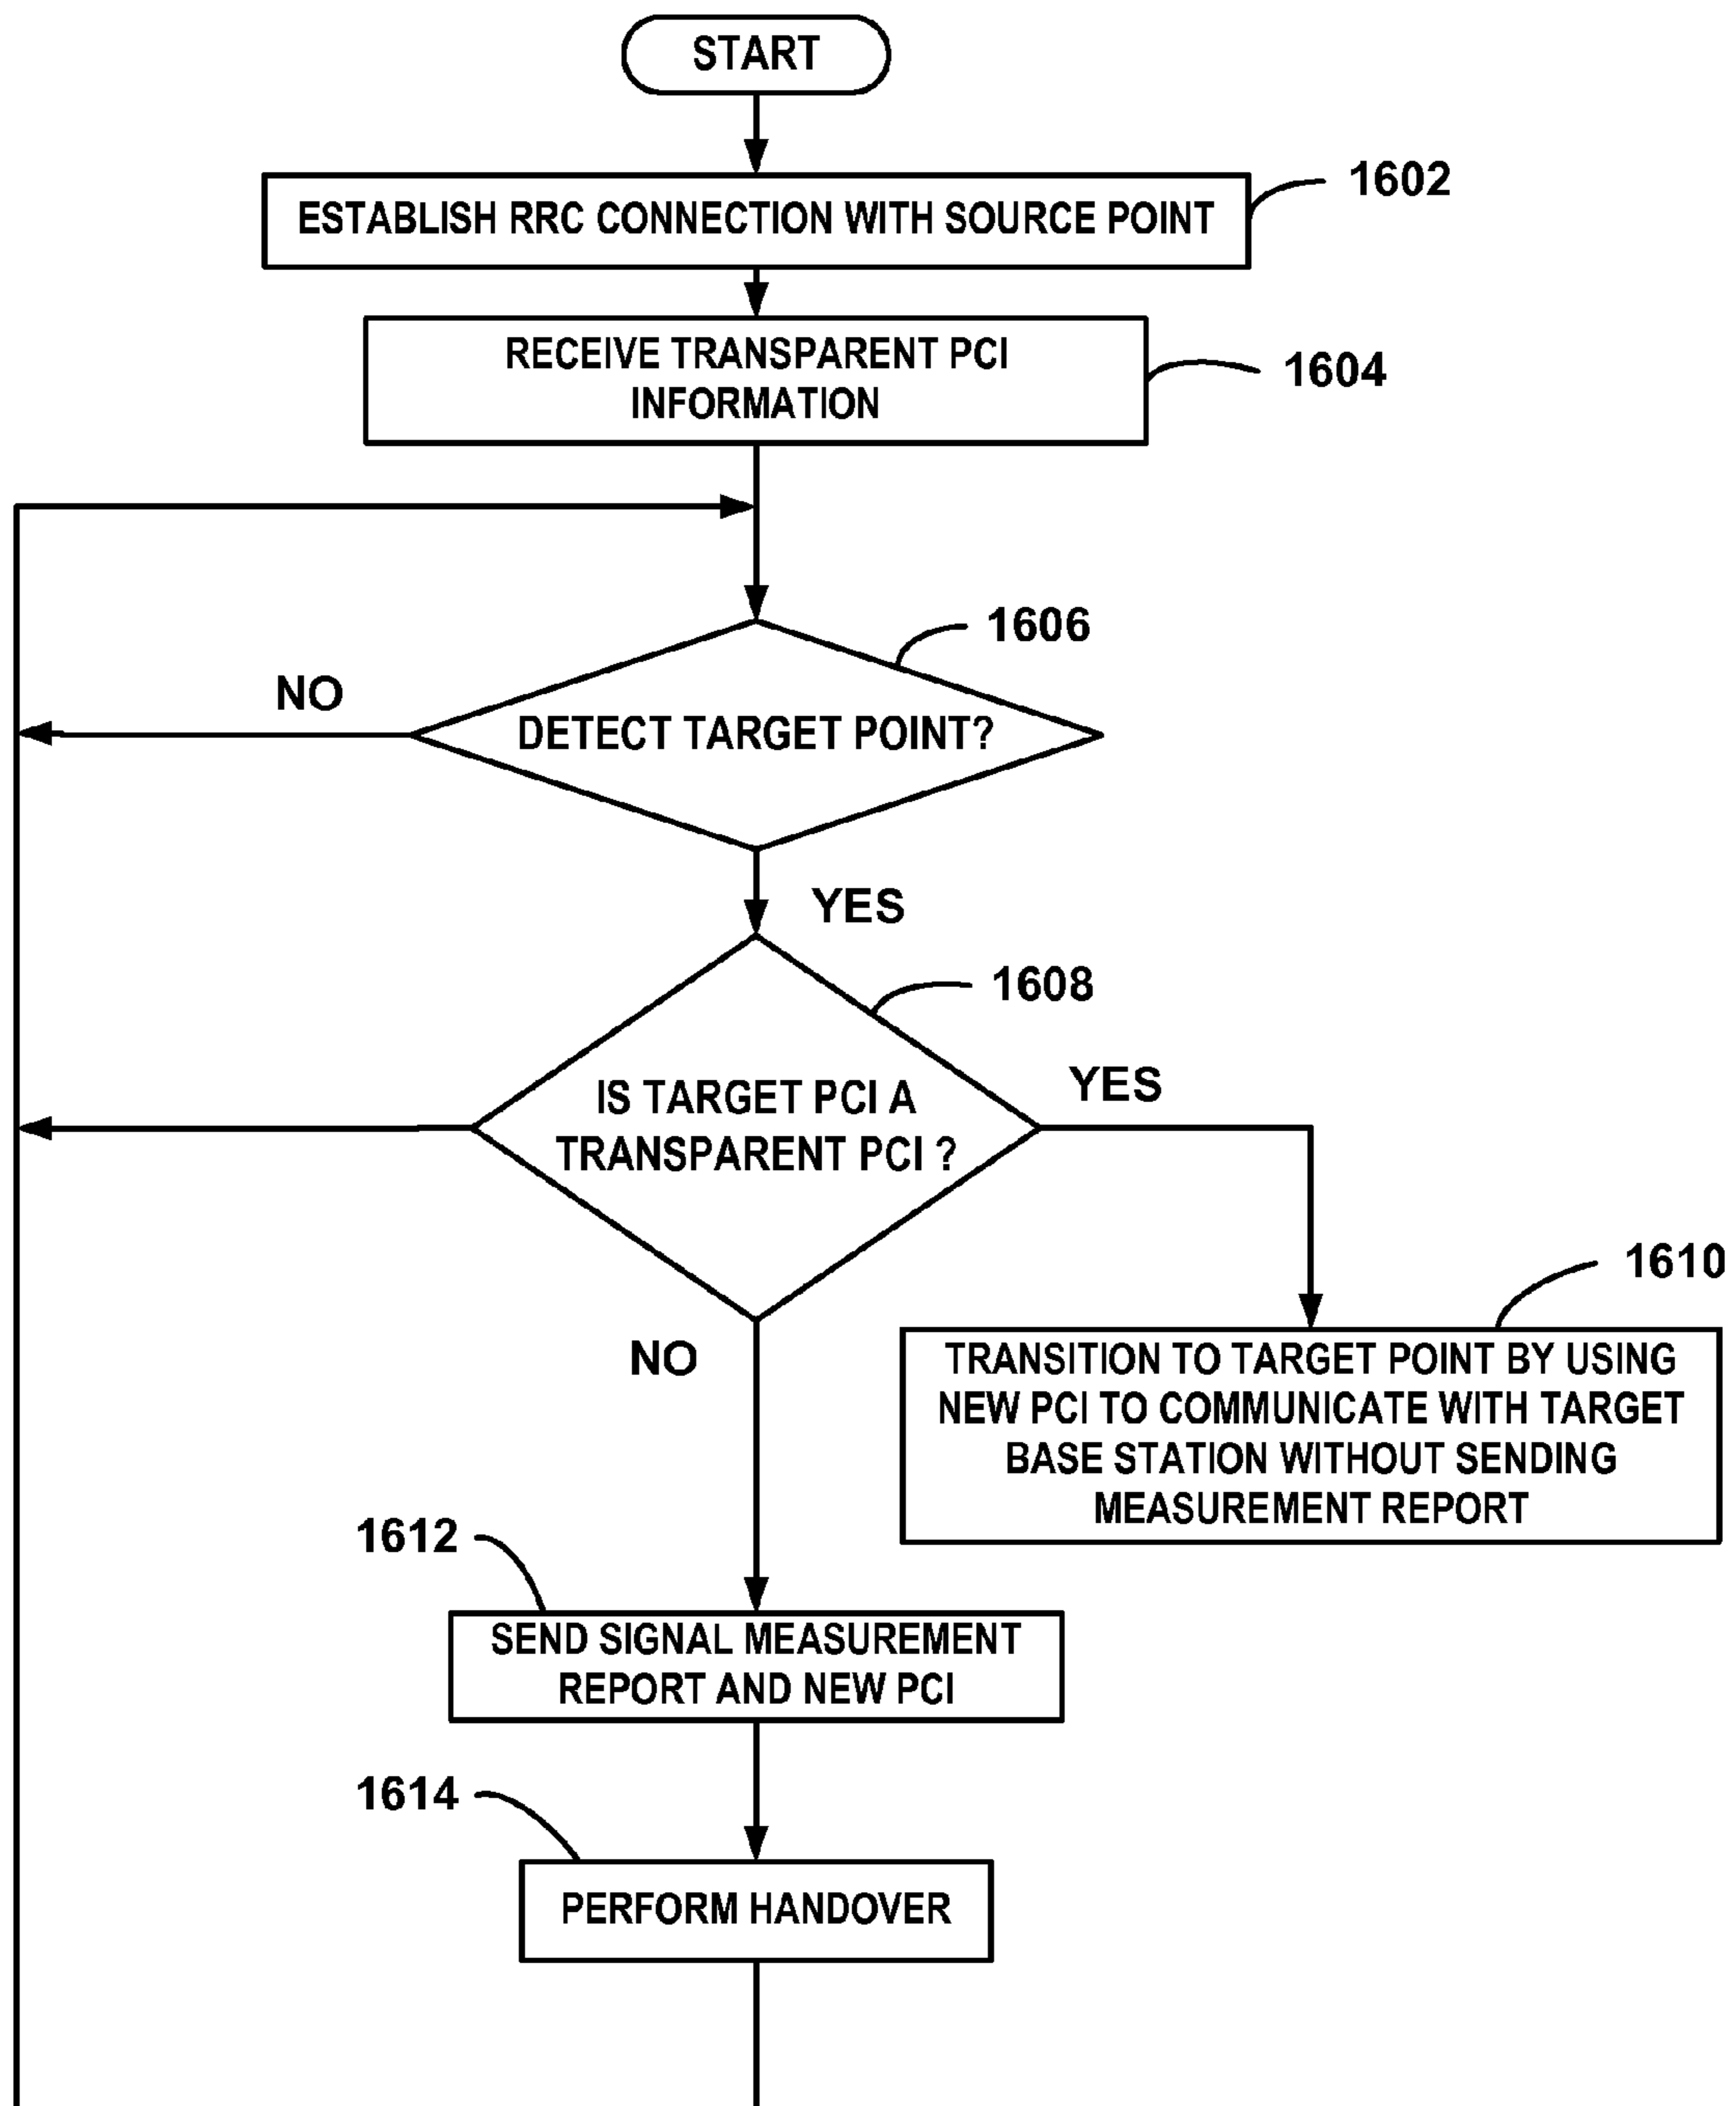 START
1602
ESTABLISH RRC CONNECTION WITH SOURCE POINT
RECEIVE TRANSPARENT PCI
INFORMATION
1604
1606
NO
DETECT TARGET POINT?
YES
1608
IS TARGET PCI A
TRANSPARENT PCI ?
YES
1610
NO
TRANSITION TO TARGET POINT BY USING
NEW PCI TO COMMUNICATE WITH TARGET
BASE STATION WITHOUT SENDING
MEASUREMENT REPORT
1612
SEND SIGNAL MEASUREMENT
REPORT AND NEW PCI
1614
PERFORM HANDOVER